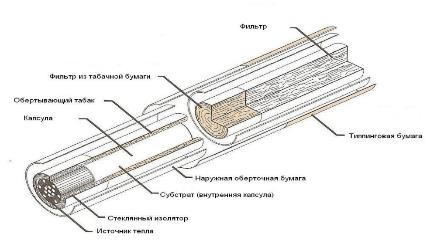 Фильтр
Фильтр из табачной бумаги
Обертывающий табак
Капсула
Типпинговая бумага
Наружная оберточная бумага
Субстрат (внутренняя капсула)
Стеклянный изолятор
Источник тепла